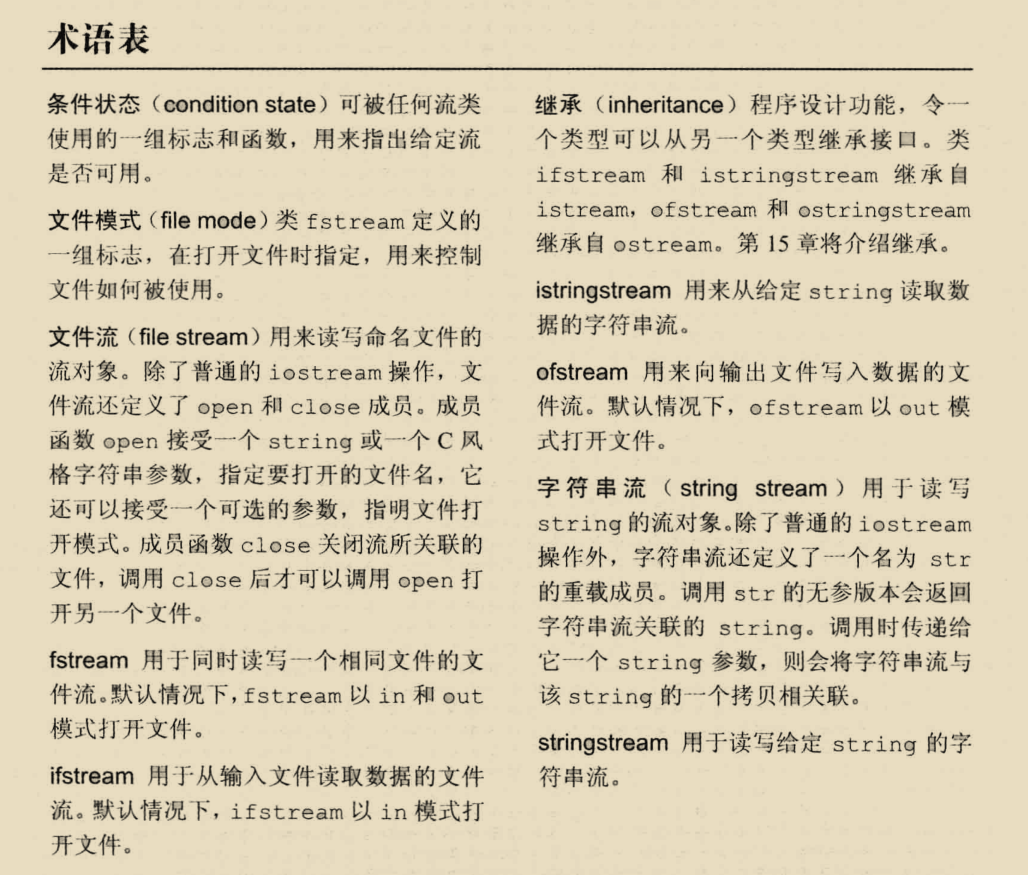 术语表
条件状态（condition state）可被任何流类
使用的一组标志和函数，用来指出给定流
是否可用。
文件模式（file mode）类 fstream 定义的
一组标志，在打开文件时指定，用来控制
文件如何被使用。
文件流（file stream）用来读写命名文件的
流对象。除了普通的 iostream 操作，文
件流还定义了 open 和 close 成员。成员
函数 open 接受一个 string 或一个 C 风
格字符串参数，指定要打开的文件名，它
还可以接受一个可选的参数，指明文件打
开模式。成员函数 close 关闭流所关联的
文件，调用 close 后才可以调用 open 打
开另一个文件。
fstream 用于同时读写一个相同文件的文
件流。默认情况下，fstream 以 in 和 out
模式打开文件。
ifstream 用于从输入文件读取数据的文件
流。默认情况下，ifstream 以 in 模式打
开文件。
继承（inheritance）程序设计功能，令一
个类型可以从另一个类型继承接口。类
ifstream 和 istringstream 继承自
istream，ofstream 和 ostringstream
继承自 ostream。第 15 章将介绍继承。
istringstream 用来从给定 string 读取数
据的字符串流。
ofstream 用来向输出文件写入数据的文
件流。默认情况下，ofstream 以 out 模
式打开文件。
字符串流（string stream）用于读写
string 的流对象。除了普通的 iostream
操作外，字符串流还定义了一个名为 str
的重载成员。调用 str 的无参版本会返回
字符串流关联的 string。调用时传递给
它一个 string 参数，则会将字符串流与
该 string 的一个拷贝相关联。
stringstream 用于读写给定 string 的字
符串流。